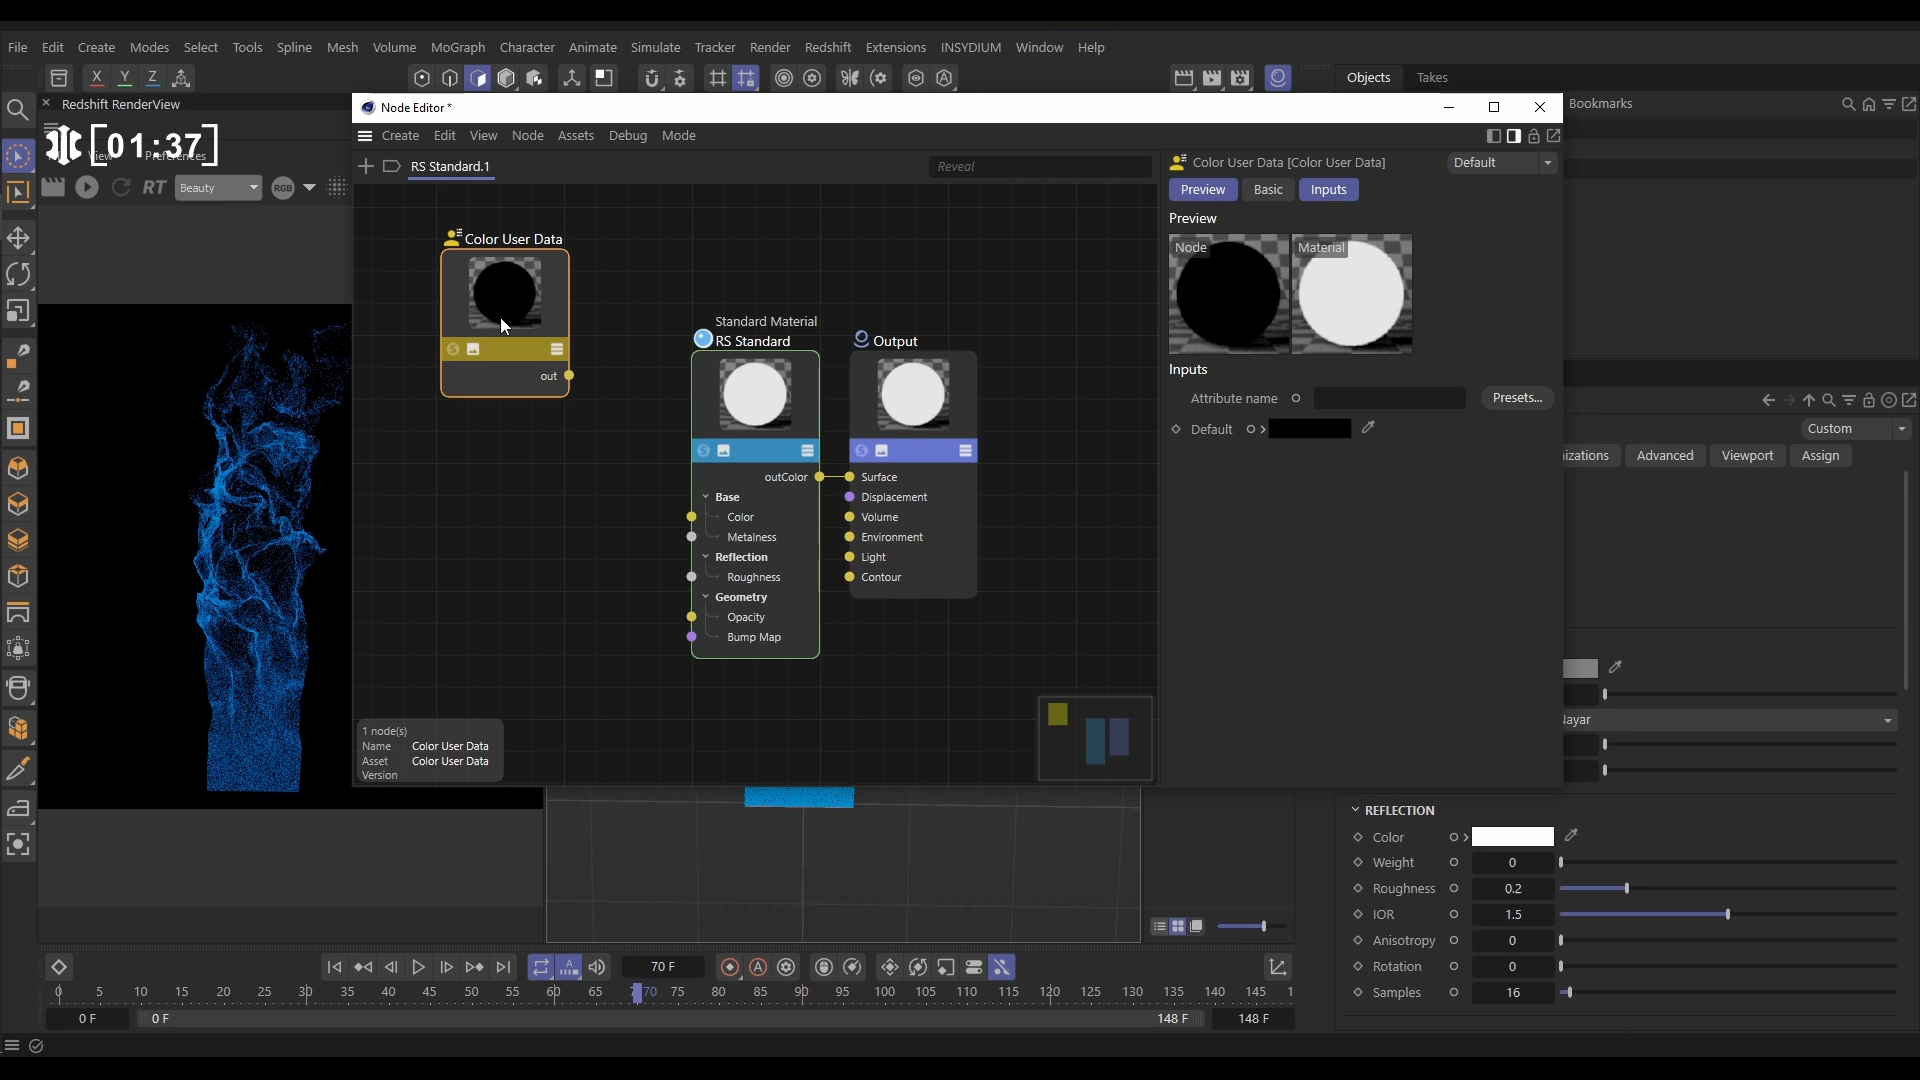 File Edit Create Modes Select Tools Spline Mesh Volume MoGraph Character Animate Simulate Tracker Render Redshift Extensions INSYDIUM Window Help
X Y Z
Objects Takes
Redshift RenderView
Node Editor *
Bookmarks
[01:37]
View Preferences
Create Edit View Node Assets Debug Mode
RS Standard.1
Reveal
Color User Data [Color User Data]
Default
RT
Beauty
RGB
Preview Basic Inputs
Preview
Node
Material
Color User Data
out
Standard Material
RS Standard
Output
Inputs
Attribute name
Presets...
Default
Custom
izations Advanced Viewport Assign
outColor
Surface
Base
Displacement
Color
Volume
Metalness
Environment
Reflection
Light
Roughness
Contour
Geometry
Opacity
Bump Map
1 node(s)
Name Color User Data
Asset Color User Data
Version
Nayar
REFLECTION
Color
Weight 0
Roughness 0.2
IOR 1.5
Anisotropy 0
Rotation 0
Samples 16
70 F
0 5 10 15 20 25 30 35 40 45 50 55 60 65 70 75 80 85 90 95 100 105 110 115 120 125 130 135 140 145 1
0 F 0 F 148 F 148 F